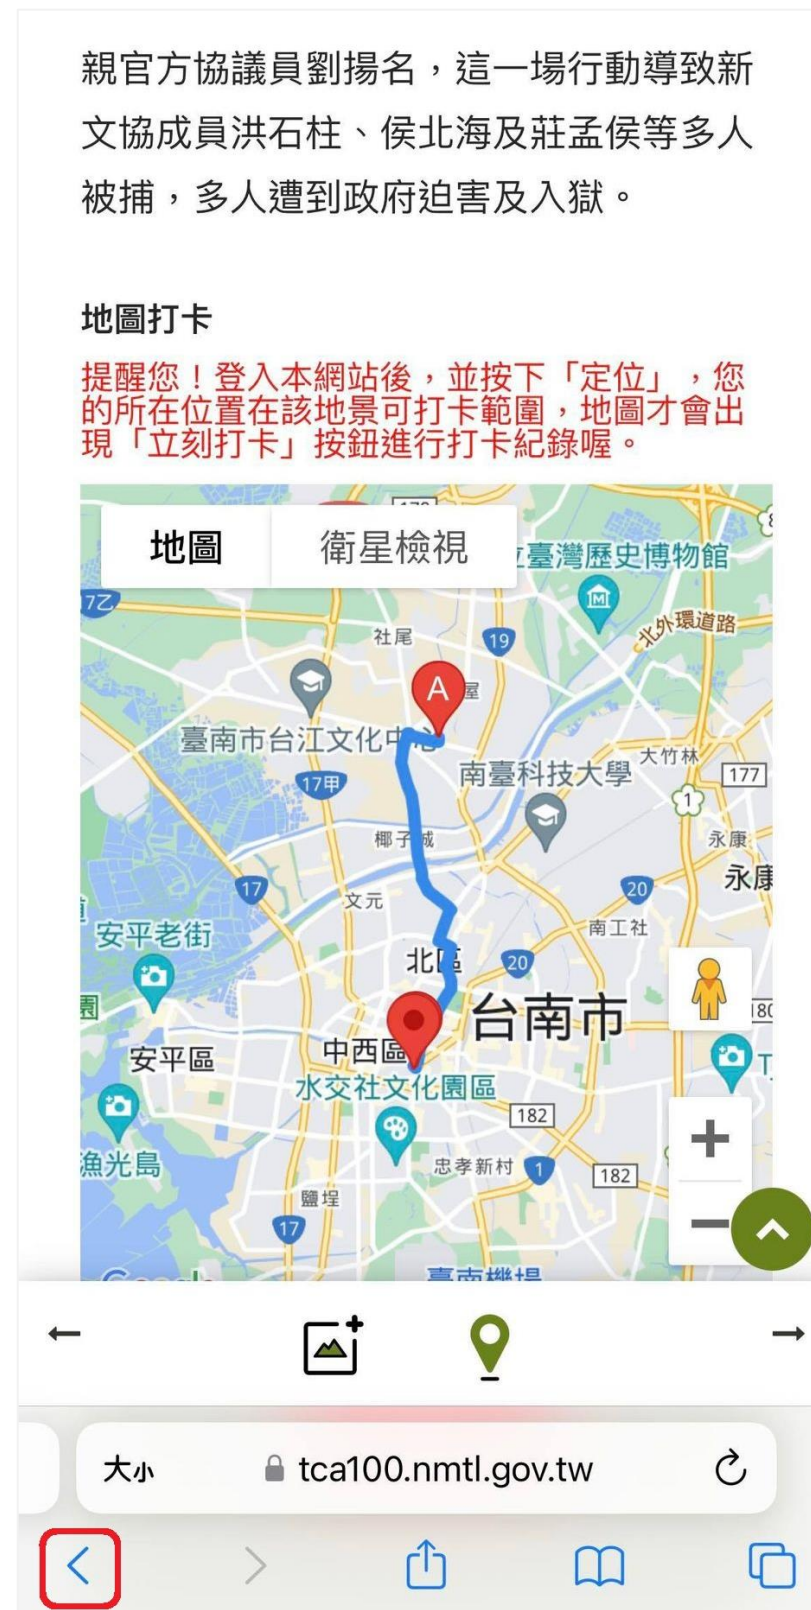 親官方協議員劉揚名，這一場行動導致新
文協成員洪石柱、侯北海及莊孟侯等多人
被捕，多人遭到政府迫害及入獄。
地圖打卡
提醒您！登入本網站後，並按下「定位」，您
的所在位置在該地景可打卡範圍，地圖才會出
現「立刻打卡」按鈕進行打卡紀錄喔。
地圖
衛星檢視
臺灣歷史博物館
17乙
北外環道路
社尾
19
A
屋
臺南市台江文化中心
大竹林
南臺科技大學
177
17甲
1
椰子城
永康
永康
17
20
文元
南工社
安平老街
北區
20
台南市
中西區
安平區
水交社文化園區
182
漁光島
忠孝新村
1
182
鹽埕
17
Google
臺南機場
大小
tca100.nmtl.gov.tw